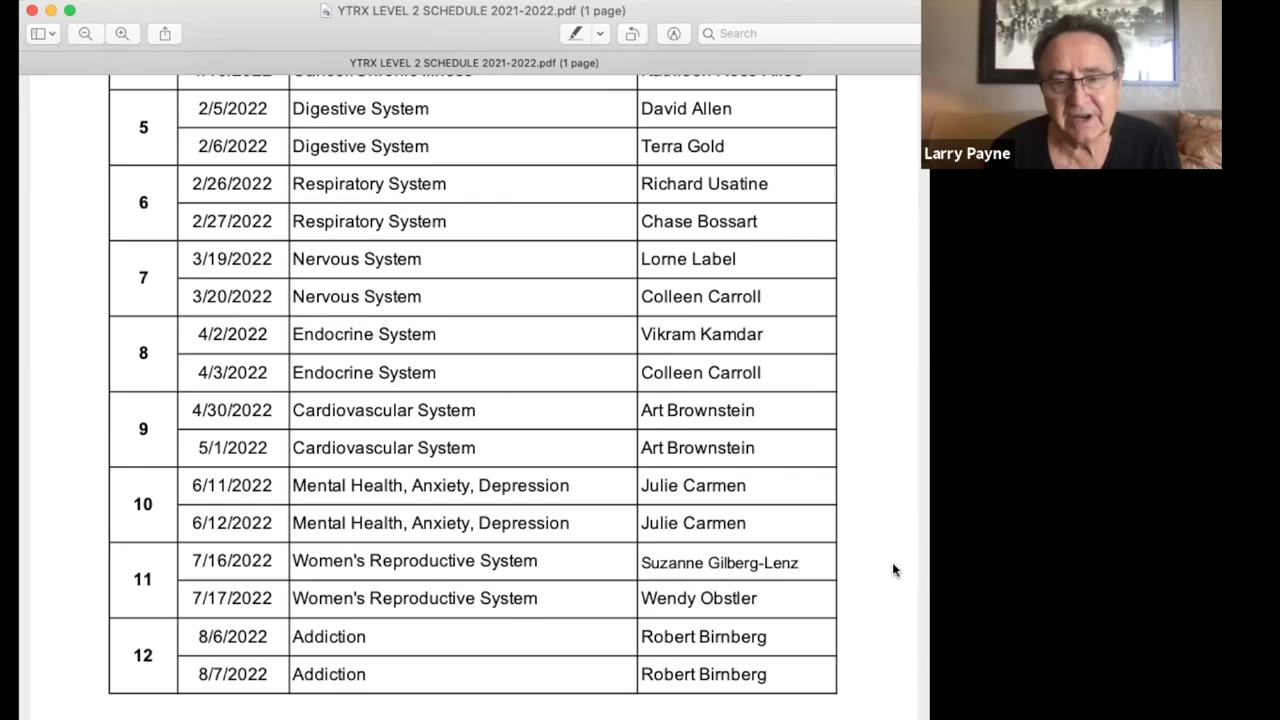 YTRX LEVEL 2 SCHEDULE 2021-2022.pdf (1 page)
Search
YTRX LEVEL 2 SCHEDULE 2021-2022.pdf (1 page)
5
2/5/2022 Digestive System David Allen
2/6/2022 Digestive System Terra Gold
6
2/26/2022 Respiratory System Richard Usatine
2/27/2022 Respiratory System Chase Bossart
7
3/19/2022 Nervous System Lorne Label
3/20/2022 Nervous System Colleen Carroll
8
4/2/2022 Endocrine System Vikram Kamdar
4/3/2022 Endocrine System Colleen Carroll
9
4/30/2022 Cardiovascular System Art Brownstein
5/1/2022 Cardiovascular System Art Brownstein
10
6/11/2022 Mental Health, Anxiety, Depression Julie Carmen
6/12/2022 Mental Health, Anxiety, Depression Julie Carmen
11
7/16/2022 Women's Reproductive System Suzanne Gilberg-Lenz
7/17/2022 Women's Reproductive System Wendy Obstler
12
8/6/2022 Addiction Robert Birnberg
8/7/2022 Addiction Robert Birnberg
Larry Payne